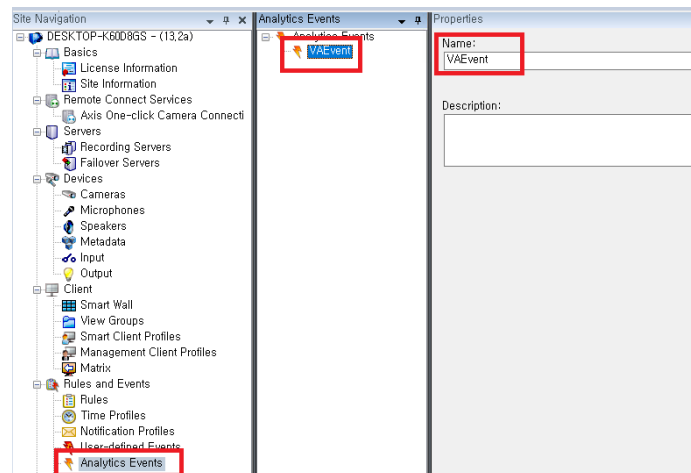 Site Navigation
DESKTOP-K60D8GS - (13,2a)
Basics
License Information
Site Information
Remote Connect Services
Axis One-click Camera Connecti
Servers
Recording Servers
Failover Servers
Devices
Cameras
Microphones
Speakers
Metadata
Input
Output
Client
Smart Wall
View Groups
Smart Client Profiles
Management Client Profiles
Matrix
Rules and Events
Rules
Time Profiles
Notification Profiles
User-defined Events
Analytics Events
Analytics Events
Analytics Events
VAEvent
Properties
Name:
VAEvent
Description: